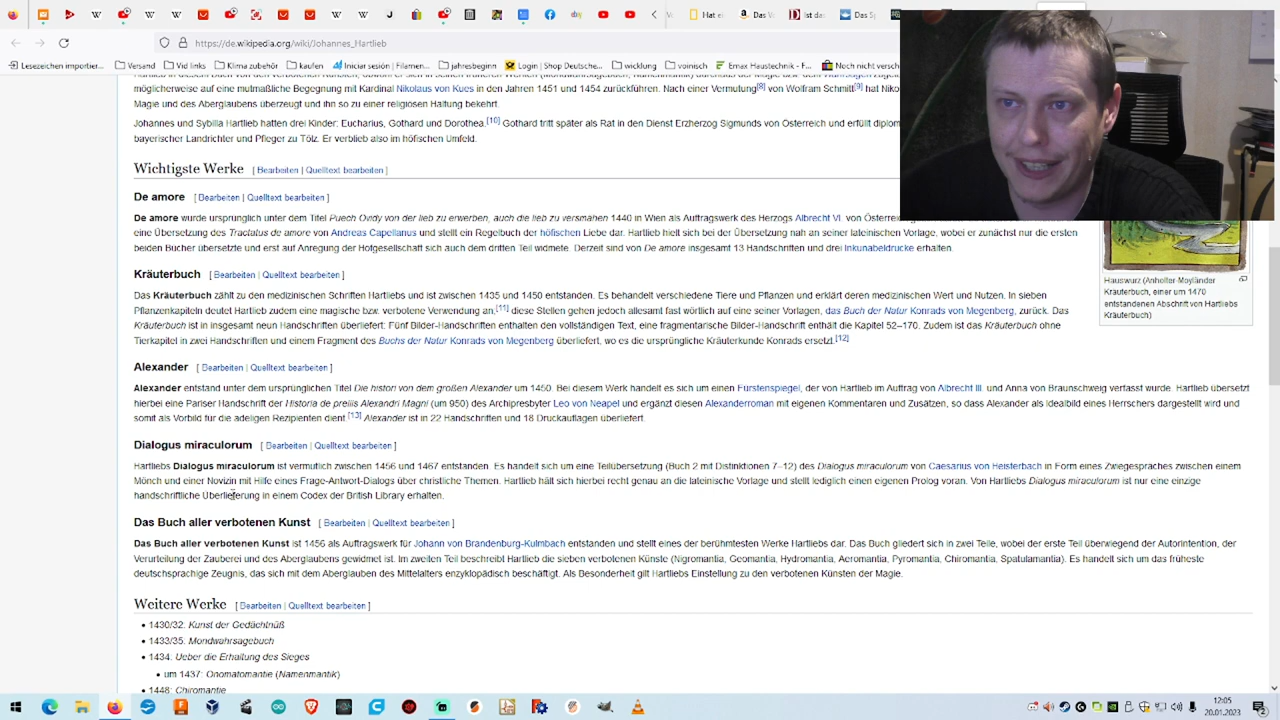 Hat e
Das V
Ist da
Das S
https://de.wikipedia.org/wiki/Johannes_Hartlieb
Lesezeichen importier...
Versand
Vid links
Klima zubehör
kaufen
Iniciar sesión | Filamen...
jahresbeginn
Login | Shop Deutsche...
wicklung
voinisch
Emax Haustechnik - F...
Noch nicht v
möglicherweise auf eine mutmaßliche Begegnung mit Kardinal Nikolaus von Kues in den Jahren 1451 und 1454 zurückführen. Nach einer Vermutung[8] von Wolfram Schmitt[9] hat Niko
Magie und des Aberglaubens überzeugt und ihn so zu einer religiösen Haltung bekehrt.
Johannes und Sybilla Hartlieb hatten drei Kinder: Eucharius, Gothardt und Dorothea.[10] Gothardt tritt später als Rat in den Dienst Erzherzog Sigmunds von Österreich und
bayerischer Landrichter und Pfleger zu Tölz. Er verblieb also im höfischen Umfeld.
Wichtigste Werke [ Bearbeiten | Quelltext bearbeiten ]
De amore [ Bearbeiten | Quelltext bearbeiten ]
De amore wurde ursprünglich unter dem Titel Puech Ovidy von der lieb zu erwerben, auch die lieb zu versmahen 1440 in Wien als Auftragswerk des Herzogs Albrecht VI. von Österr
eine Übersetzung des Tractatus de amore von Andreas Capellanus und stellt ein Regelbuch der höfischen Liebe dar. Hartlieb hielt sich bei der Übersetzung nah an seiner Vorlage, wobei er zunächst nur die ersten
beiden Bücher übersetzte und erst auf Anregung der Hofgesellschaft sich auch dem dritten Teil widmete. Derzeit sind von De amore insgesamt 13 Handschriften und drei Inkunabeldrucke erhalten.
Kräuterbuch [ Bearbeiten | Quelltext bearbeiten ]
Das Kräuterbuch zählt zu den medizinischen Schriften Hartliebs und ist zwischen 1435 und 1450 entstanden. Es behandelt verschiedene Tiere und Pflanzen und erklärt deren medizinischen Wert und Nutzen. In sieben
Pflanzenkapiteln deutet Hartlieb zudem eine magische bzw. verbotene Verwendung an,[11] diese Stellen gehen jedoch allesamt fast wörtlich auf eine seiner Vorlagen, das Buch der Natur Konrads von Megenberg, zurück. Das
Kräuterbuch ist in insgesamt neun Handschriften überliefert: Fünf Bilder-Handschriften enthalten den vollständigen Text, eine fragmentarische Bilder-Handschrift enthält die Kapitel 52–170. Zudem ist das Kräuterbuch ohne
Tierkapitel in zwei Handschriften und in einem Fragment des Buchs der Natur Konrads von Megenberg überliefert, wo es die ursprüngliche Kräuterkunde Konrads ersetzt.[12]
Hauswurz (Anholter-Moyländer
Kräuterbuch, einer um 1470
entstandenen Abschrift von Hartliebs
Kräuterbuch)
Alexander [ Bearbeiten | Quelltext bearbeiten ]
Alexander entstand unter dem ursprünglichen Titel Die histori von dem großen Alexander um 1450. Bei diesem Werk handelt es sich um einen Fürstenspiegel, der von Hartlieb im Auftrag von Albrecht III. und Anna von Braunschweig verfasst wurde. Hartlieb übersetzt
hierbei eine Pariser Handschrift der Historia de preliis Alexandri Magni (um 950) des Archipresbyter Leo von Neapel und ergänzt diesen Alexanderroman mit eigenen Kommentaren und Zusätzen, so dass Alexander als Idealbild eines Herrschers dargestellt wird und
somit als Vorbild für die adeligen Rezipienten dient.[13] Alexander ist in 22 Handschriften und 18 Druckauflagen überliefert.
Dialogus miraculorum [ Bearbeiten | Quelltext bearbeiten ]
Hartliebs Dialogus miraculorum ist vermutlich zwischen 1456 und 1467 entstanden. Es handelt sich um eine Teilübersetzung (Buch 2 mit Distinktionen 7–12) des Dialogus miraculorum von Caesarius von Heisterbach in Form eines Zwiegespräches zwischen einem
Mönch und einer Novizin mit Hilfe eines Frage-Antwort-Dialogs über christliche Themen. Hartlieb hält sich hierbei recht genau an die lateinische Vorlage und stellt lediglich einen eigenen Prolog voran. Von Hartliebs Dialogus miraculorum ist nur eine einzige
handschriftliche Überlieferung in einem Codex der British Library erhalten.
Das Buch aller verbotenen Kunst [ Bearbeiten | Quelltext bearbeiten ]
Das Buch aller verbotenen Kunst ist 1456 als Auftragswerk für Johann von Brandenburg-Kulmbach entstanden und stellt eines der berühmtesten Werke Hartliebs dar. Das Buch gliedert sich in zwei Teile, wobei der erste Teil überwiegend der Autorintention, der
Verurteilung der Zauberei und des Aberglaubens gewidmet ist. Im zweiten Teil beschreibt Hartlieb die sieben verbotenen Künste (Nigromantia, Geomantia, Hydromantia, Aeromantia, Pyromantia, Chiromantia, Spatulamantia). Es handelt sich um das früheste
deutschsprachige Zeugnis, das sich mit dem Aberglauben des Mittelalters enzyklopädisch beschäftigt. Als Besonderheit gilt Hartliebs Einstellung zu den verbotenen Künsten der Magie.
Weitere Werke [ Bearbeiten | Quelltext bearbeiten ]
• 1430/32: Kunst der Gedächtnüß
• 1433/35: Mondwahrsagebuch
• 1434: Ueber die Erhaltung des Sieges
• um 1437: Onomatomantie (Namenmantik)
• 1448: Chiromantie
12:05
20.01.2023
2